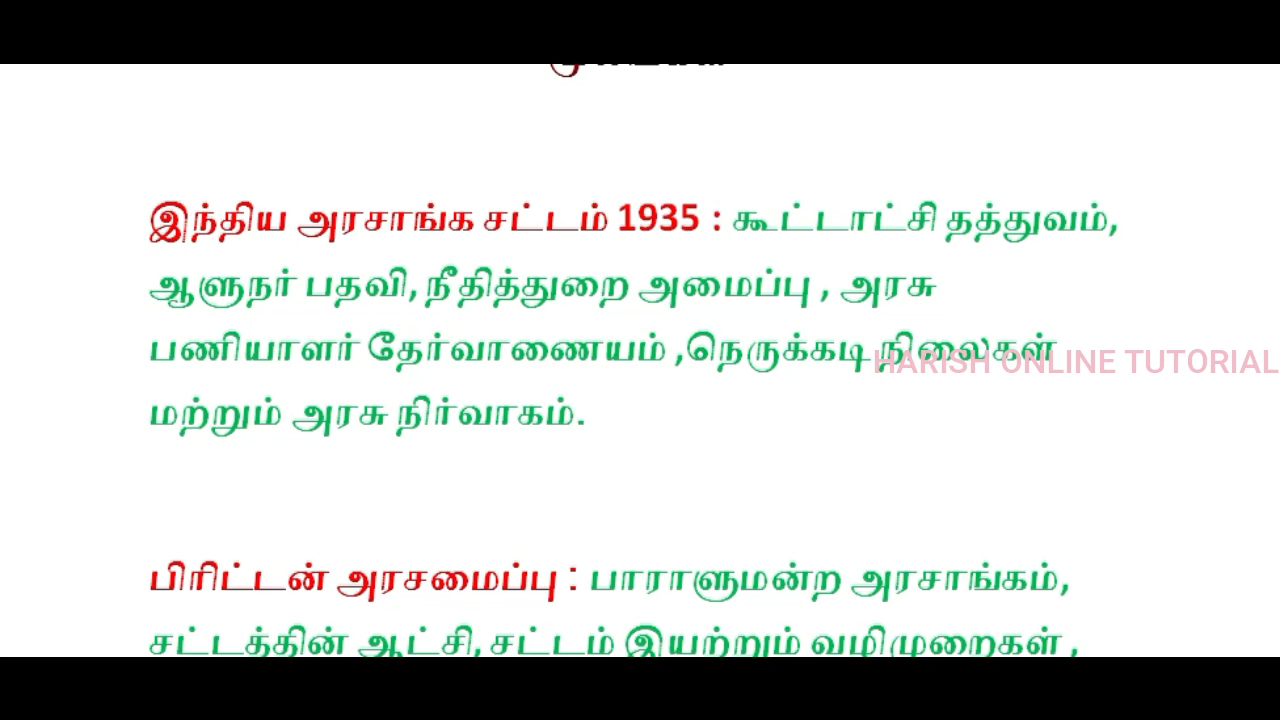 இந்திய அரசாங்க சட்டம் 1935 : கூட்டாட்சி தத்துவம்,
ஆளுநர் பதவி, நீதித்துறை அமைப்பு , அரசு
பணியாளர் தேர்வாணையம் ,நெருக்கடி நிலைகள்
HARISH ONLINE TUTORIAL
மற்றும் அரசு நிர்வாகம்.
பிரிட்டன் அரசமைப்பு : பாராளுமன்ற அரசாங்கம்,
சட்டத்தின் ஆட்சி, சட்டம் இயற்றும் வழிமுறைகள் ,